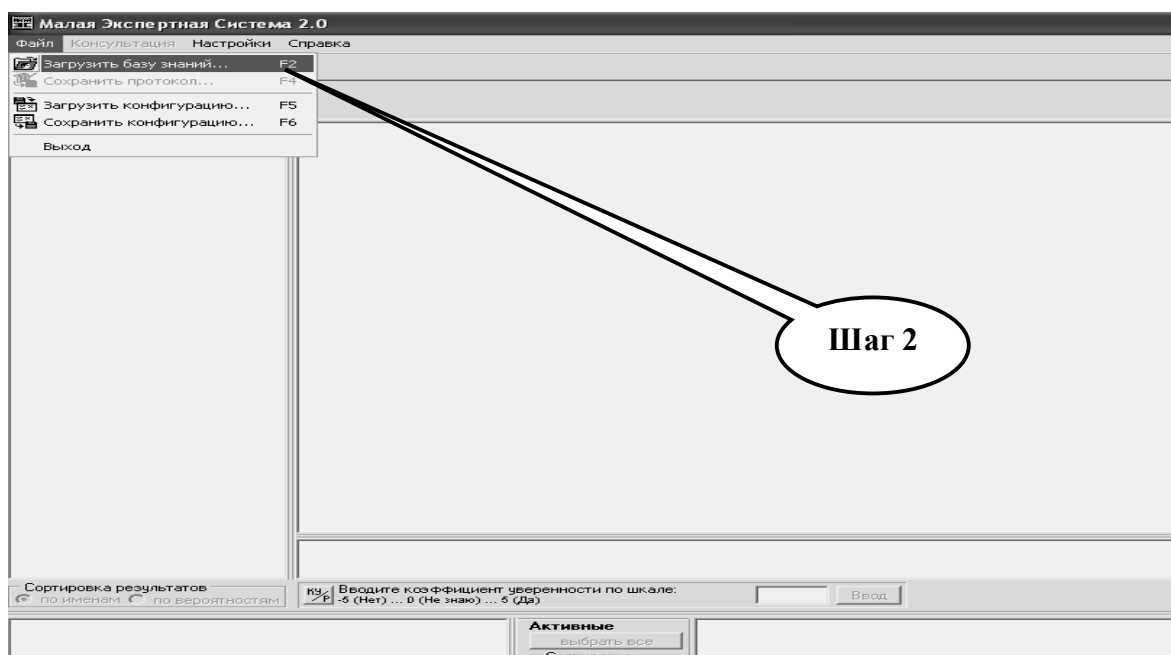 Малая Экспертная Система 2.0
Файл Консультация Настройки Справка
Загрузить базу знаний... F2
Сохранить протокол... F4
Загрузить конфигурацию... F5
Сохранить конфигурацию... F6
Выход
Шаг 2
Сортировка результатов
по именам по вероятностям
КУ/Р Вводите коэффициент уверенности по шкале:
-5 (Нет) ... 0 (Не знаю) ... 5 (Да)
Ввод
Активные
выбрать все